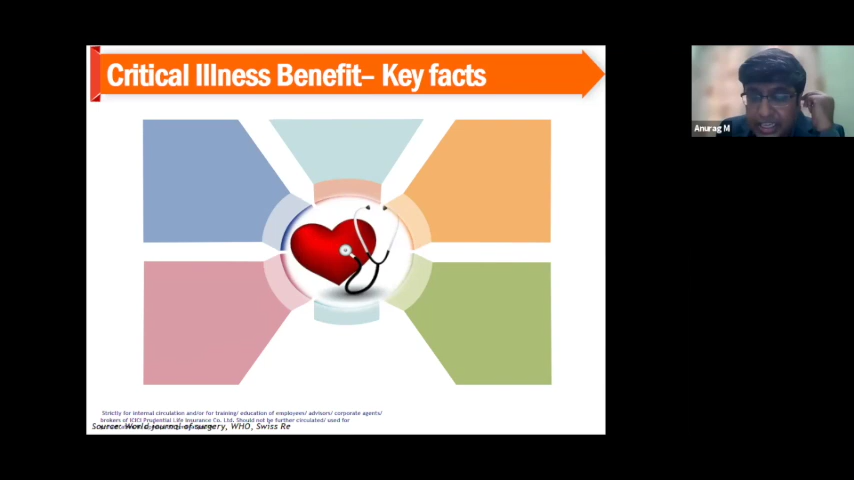 Critical Illness Benefit– Key facts
Anurag M
Strictly for internal circulation and/or for training/ education of employees/ advisors/ corporate agents/
brokers of ICICI Prudential Life Insurance Co. Ltd. Should not be further circulated/ used for
Source: World Journal of surgery, WHO, Swiss Re